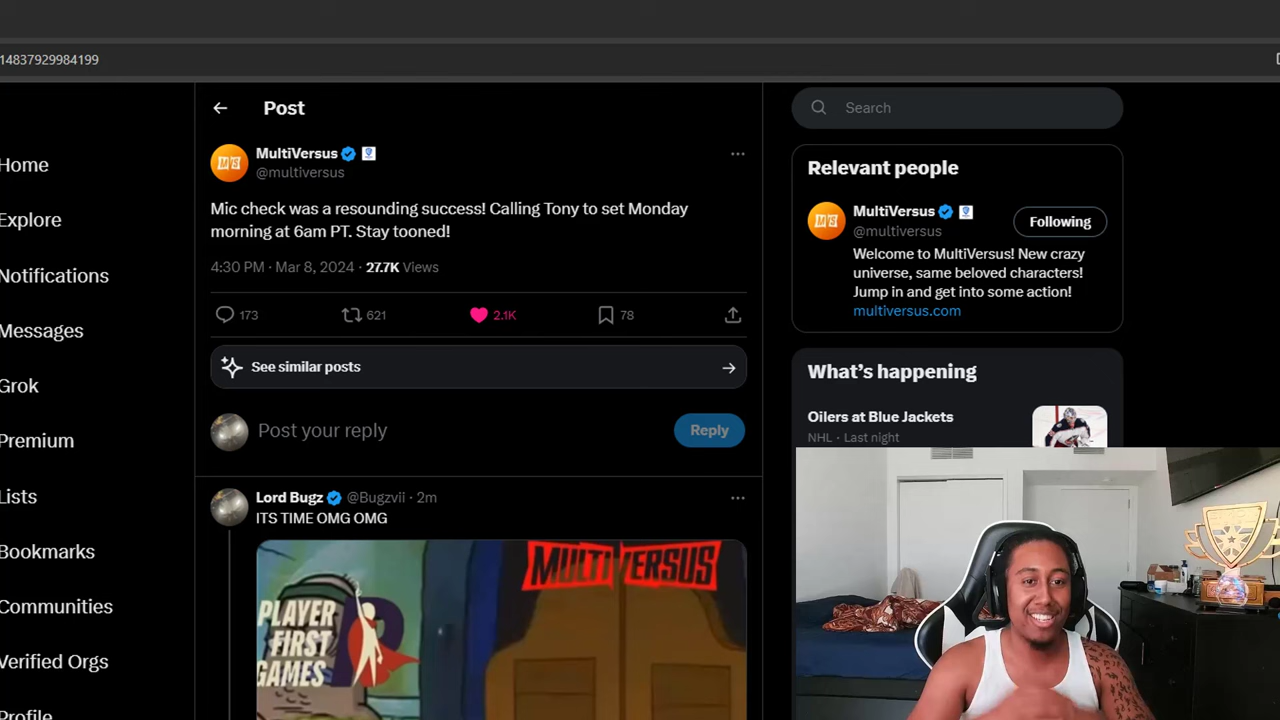 14837929984199
Home
Explore
Notifications
Messages
Grok
Premium
Lists
Bookmarks
Communities
Verified Orgs
Profile
Post
MultiVersus
@multiversus
Mic check was a resounding success! Calling Tony to set Monday
morning at 6am PT. Stay tooned!
4:30 PM · Mar 8, 2024 · 27.7K Views
173 621 2.1K 78
See similar posts
Post your reply
Reply
Lord Bugz @Bugzvii · 2m
ITS TIME OMG OMG
MULTIVERSUS
PLAYER
FIRST
GAMES
Search
Relevant people
MultiVersus
@multiversus
Following
Welcome to MultiVersus! New crazy
universe, same beloved characters!
Jump in and get into some action!
multiversus.com
What's happening
Oilers at Blue Jackets
NHL · Last night